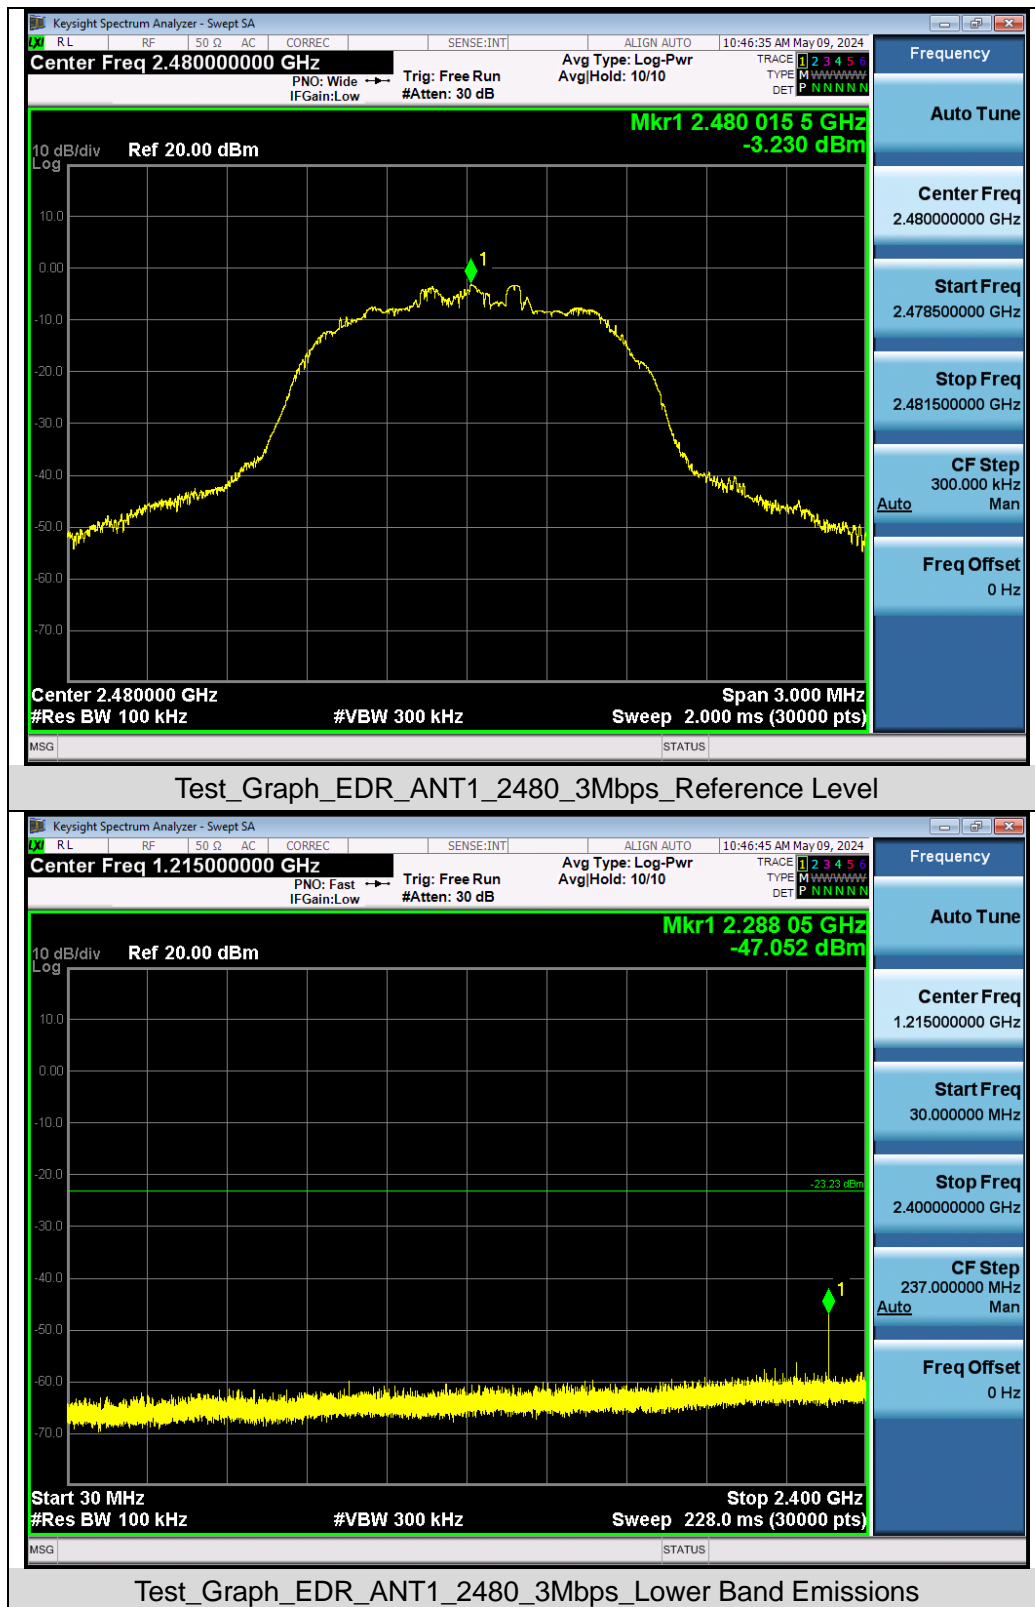 Keysight Spectrum Analyzer - Swept SA
LXI RL RF 50 Ω AC CORREC SENSE:INT ALIGN AUTO 10:46:35 AM May 09, 2024
Center Freq 2.480000000 GHz
PNO: Wide
IFGain:Low
Trig: Free Run
#Atten: 30 dB
Avg Type: Log-Pwr
Avg|Hold: 10/10
TRACE 1 2 3 4 5 6
TYPE M WWWWW
DET P N N N N N
Frequency
Auto Tune
Center Freq
2.480000000 GHz
Start Freq
2.478500000 GHz
Stop Freq
2.481500000 GHz
CF Step
300.000 kHz
Auto Man
Freq Offset
0 Hz
Mkr1 2.480 015 5 GHz
-3.230 dBm
10 dB/div Ref 20.00 dBm
Log
10.0
0.00
-10.0
-20.0
-30.0
-40.0
-50.0
-60.0
-70.0
1
Center 2.480000 GHz Span 3.000 MHz
#Res BW 100 kHz #VBW 300 kHz Sweep 2.000 ms (30000 pts)
MSG STATUS
Test_Graph_EDR_ANT1_2480_3Mbps_Reference Level
Keysight Spectrum Analyzer - Swept SA
LXI RL RF 50 Ω AC CORREC SENSE:INT ALIGN AUTO 10:46:45 AM May 09, 2024
Center Freq 1.215000000 GHz
PNO: Fast
IFGain:Low
Trig: Free Run
#Atten: 30 dB
Avg Type: Log-Pwr
Avg|Hold: 10/10
TRACE 1 2 3 4 5 6
TYPE M WWWWW
DET P N N N N N
Frequency
Auto Tune
Center Freq
1.215000000 GHz
Start Freq
30.000000 MHz
Stop Freq
2.400000000 GHz
CF Step
237.000000 MHz
Auto Man
Freq Offset
0 Hz
Mkr1 2.288 05 GHz
-47.052 dBm
10 dB/div Ref 20.00 dBm
Log
10.0
0.00
-10.0
-20.0
-30.0
-40.0
-50.0
-60.0
-70.0
-23.23 dBm
1
Start 30 MHz Stop 2.400 GHz
#Res BW 100 kHz #VBW 300 kHz Sweep 228.0 ms (30000 pts)
MSG STATUS
Test_Graph_EDR_ANT1_2480_3Mbps_Lower Band Emissions